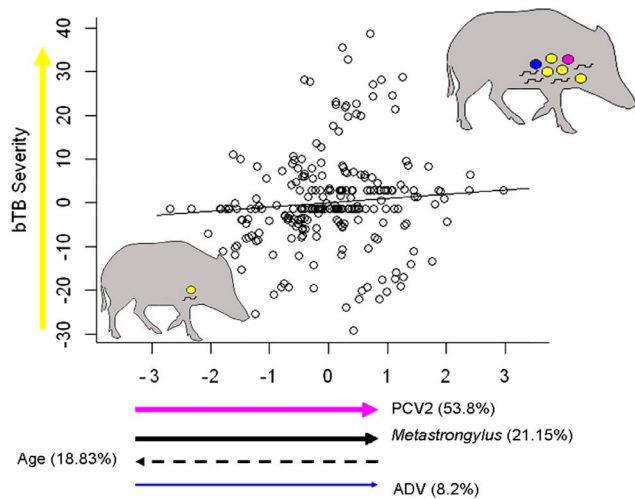 bTB Severity
40
30
20
10
0
-10
-20
-30
-3 -2 -1 0 1 2 3
PCV2 (53.8%)
Metastrongylus (21.15%)
Age (18.83%)
ADV (8.2%)